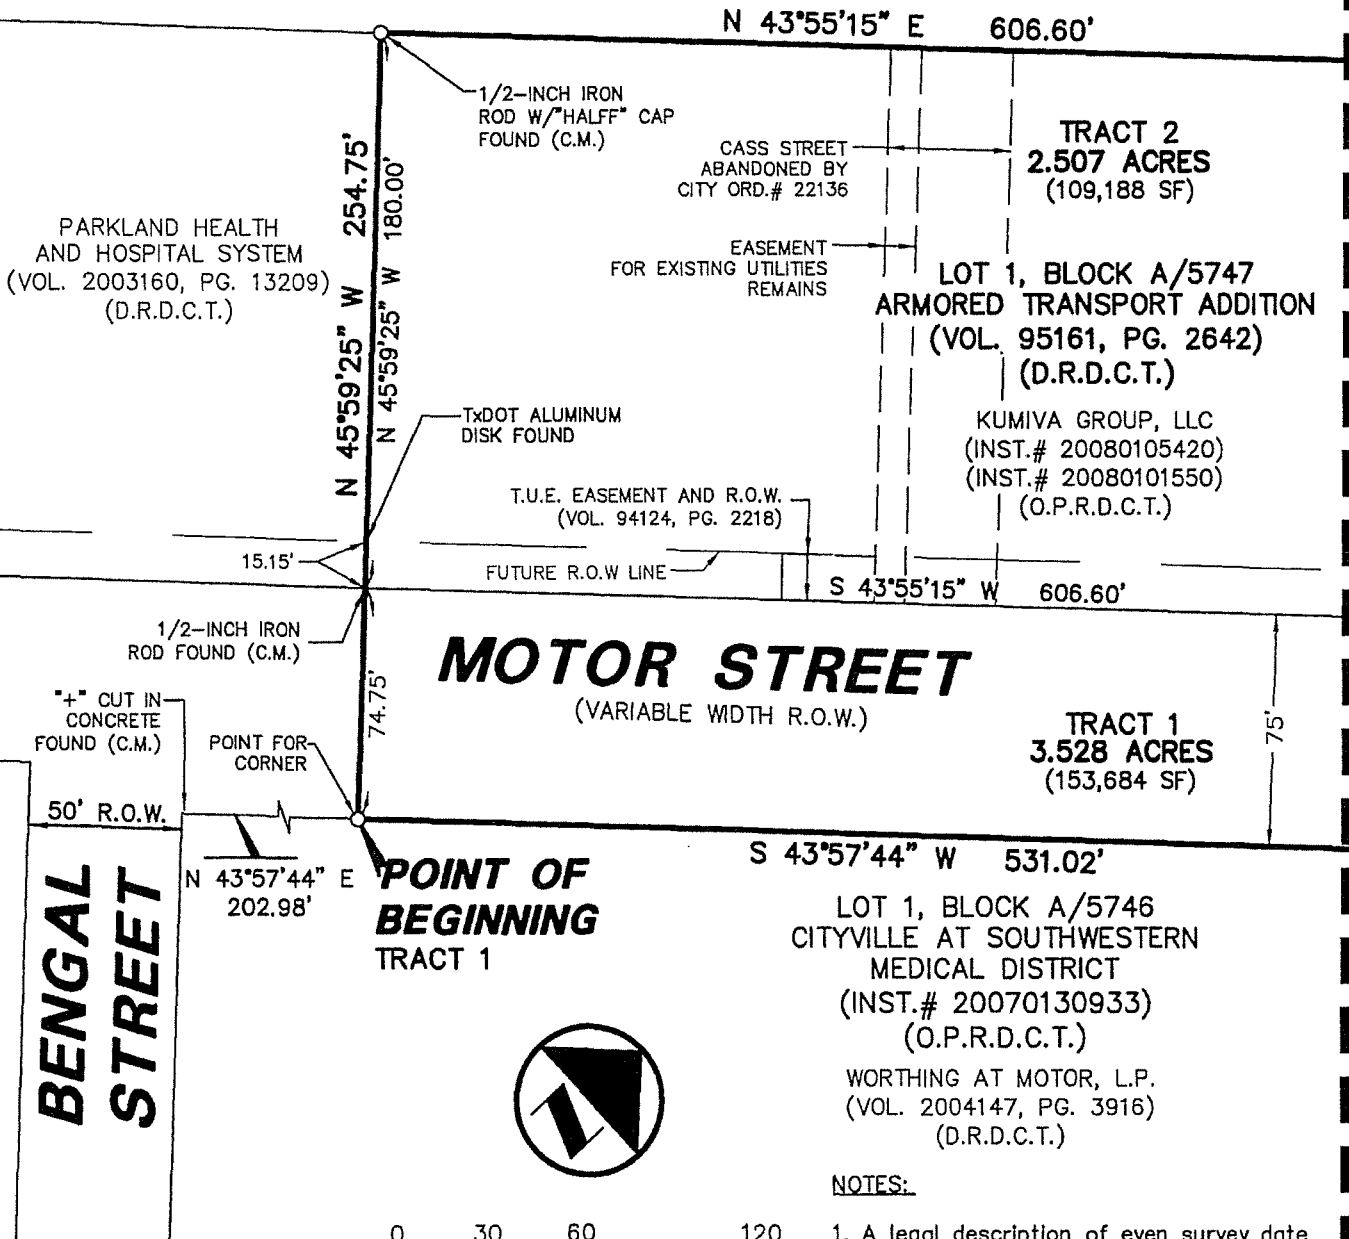 N 43°55'15" E 606.60'
1/2-INCH IRON
ROD W/"HALFF" CAP
FOUND (C.M.)
N 45°59'25" W 254.75'
N 45°59'25" W 180.00'
PARKLAND HEALTH
AND HOSPITAL SYSTEM
(VOL. 2003160, PG. 13209)
(D.R.D.C.T.)
CASS STREET
ABANDONED BY
CITY ORD.# 22136
TRACT 2
2.507 ACRES
(109,188 SF)
EASEMENT
FOR EXISTING UTILITIES
REMAINS
LOT 1, BLOCK A/5747
ARMORED TRANSPORT ADDITION
(VOL. 95161, PG. 2642)
(D.R.D.C.T.)
KUMIVA GROUP, LLC
(INST.# 20080105420)
(INST.# 20080101550)
(O.P.R.D.C.T.)
TxDOT ALUMINUM
DISK FOUND
T.U.E. EASEMENT AND R.O.W.
(VOL. 94124, PG. 2218)
15.15'
FUTURE R.O.W LINE
S 43°55'15" W 606.60'
1/2-INCH IRON
ROD FOUND (C.M.)
MOTOR STREET
(VARIABLE WIDTH R.O.W.)
74.75'
75'
TRACT 1
3.528 ACRES
(153,684 SF)
"+" CUT IN
CONCRETE
FOUND (C.M.)
POINT FOR
CORNER
50' R.O.W.
BENGAL
STREET
N 43°57'44" E
202.98'
POINT OF
BEGINNING
TRACT 1
S 43°57'44" W 531.02'
LOT 1, BLOCK A/5746
CITYVILLE AT SOUTHWESTERN
MEDICAL DISTRICT
(INST.# 20070130933)
(O.P.R.D.C.T.)
WORTHING AT MOTOR, L.P.
(VOL. 2004147, PG. 3916)
(D.R.D.C.T.)
NOTES:
0 30 60 120
1. A legal description of even survey date